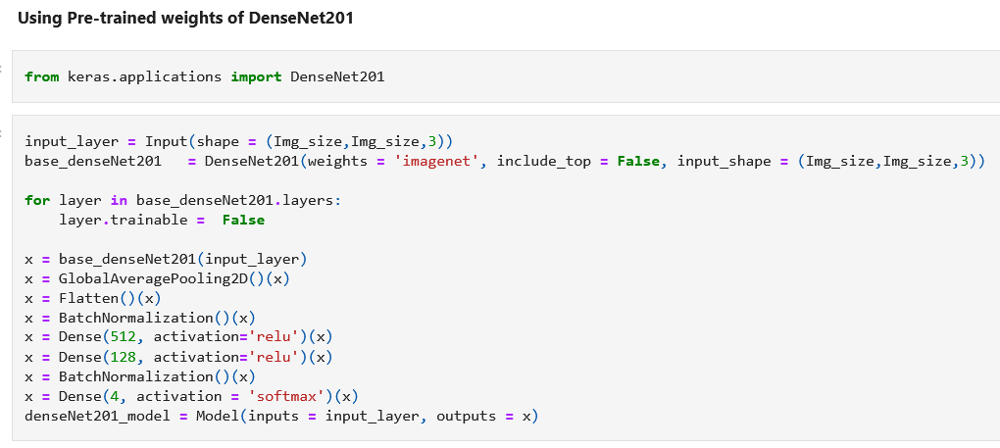 Using Pre-trained weights of DenseNet201
from keras.applications import DenseNet201
input_layer = Input(shape = (Img_size,Img_size,3))
base_denseNet201   = DenseNet201(weights = 'imagenet', include_top = False, input_shape = (Img_size,Img_size,3))
for layer in base_denseNet201.layers:
    layer.trainable =  False
x = base_denseNet201(input_layer)
x = GlobalAveragePooling2D()(x)
x = Flatten()(x)
x = BatchNormalization()(x)
x = Dense(512, activation='relu')(x)
x = Dense(128, activation='relu')(x)
x = BatchNormalization()(x)
x = Dense(4, activation = 'softmax')(x)
denseNet201_model = Model(inputs = input_layer, outputs = x)